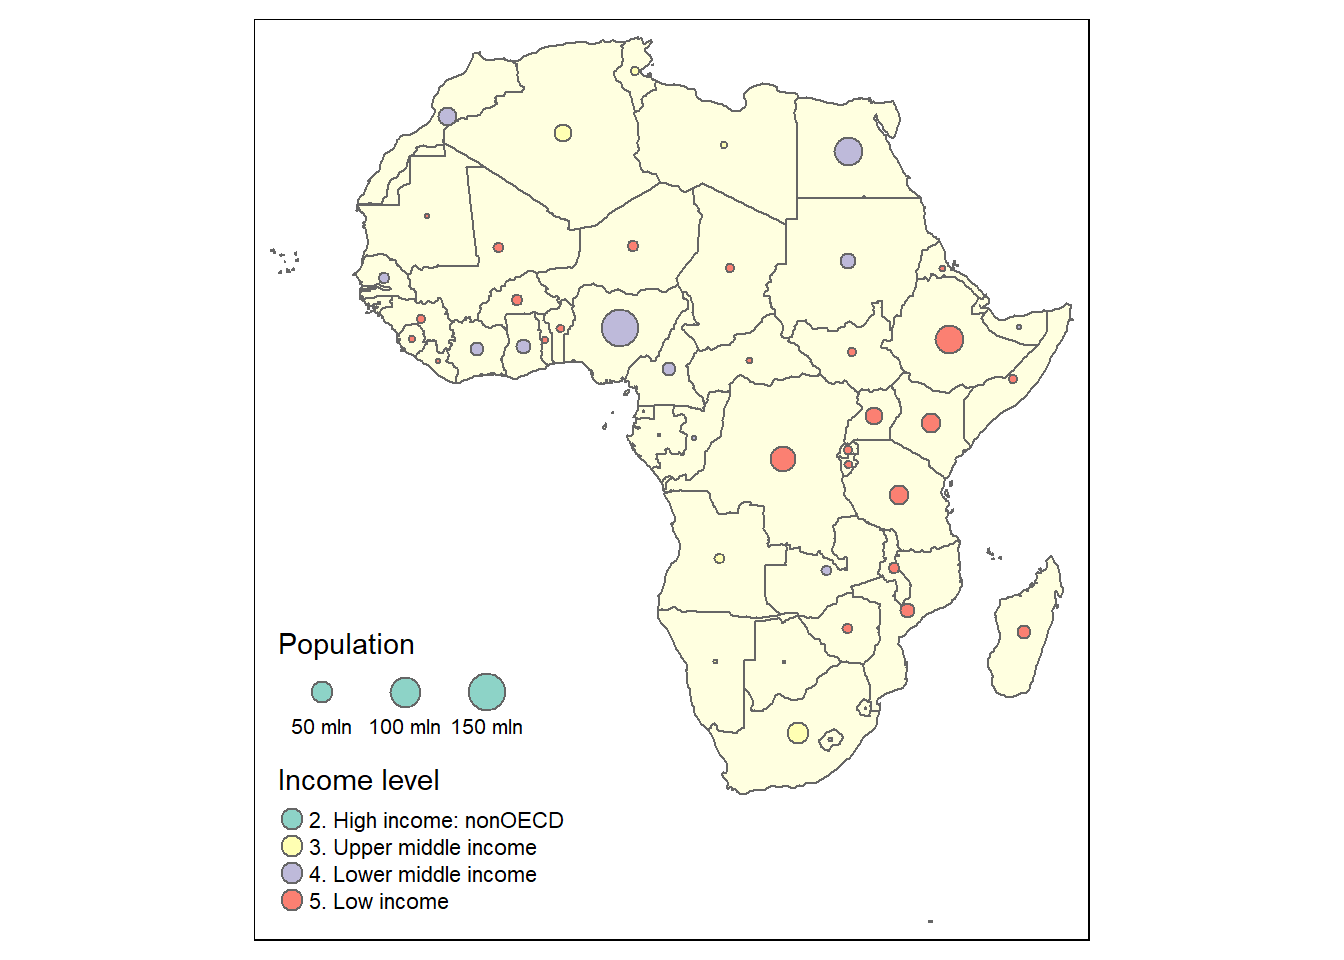 Population
50 mln 100 mln 150 mln
Income level
2. High income: nonOECD
3. Upper middle income
4. Lower middle income
5. Low income